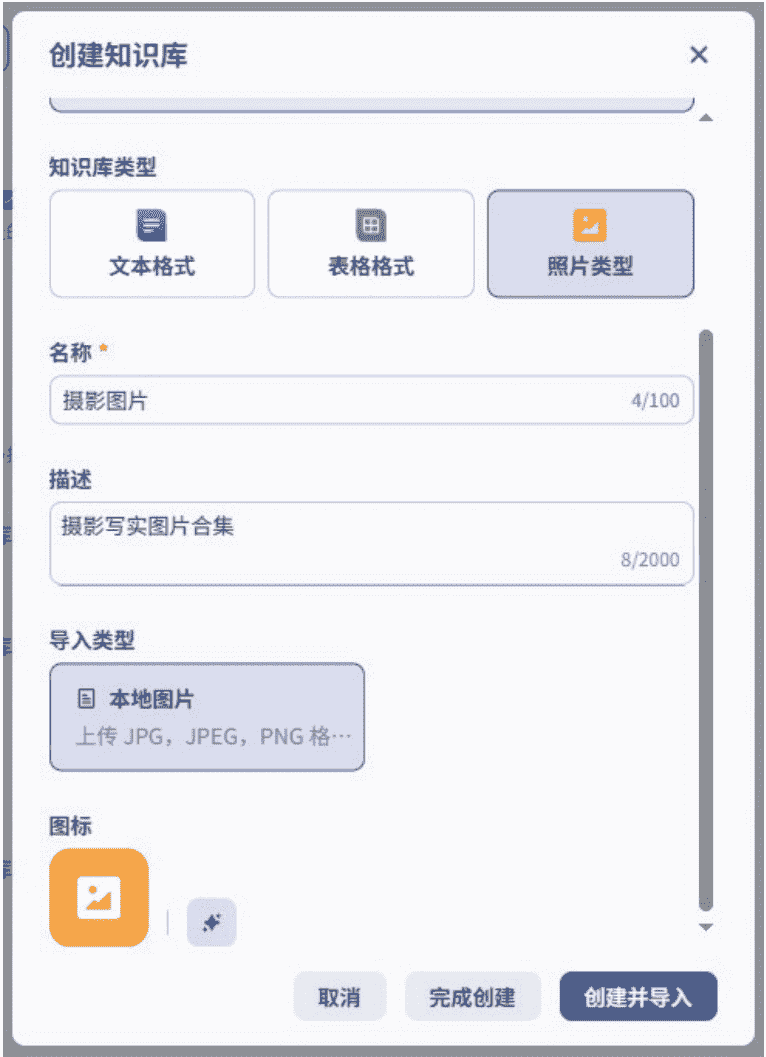 创建知识库
知识库类型
文本格式
表格格式
照片类型
名称 *
摄影图片
4/100
描述
摄影写实图片合集
8/2000
导入类型
本地图片
上传 JPG，JPEG，PNG 格…
图标
取消
完成创建
创建并导入